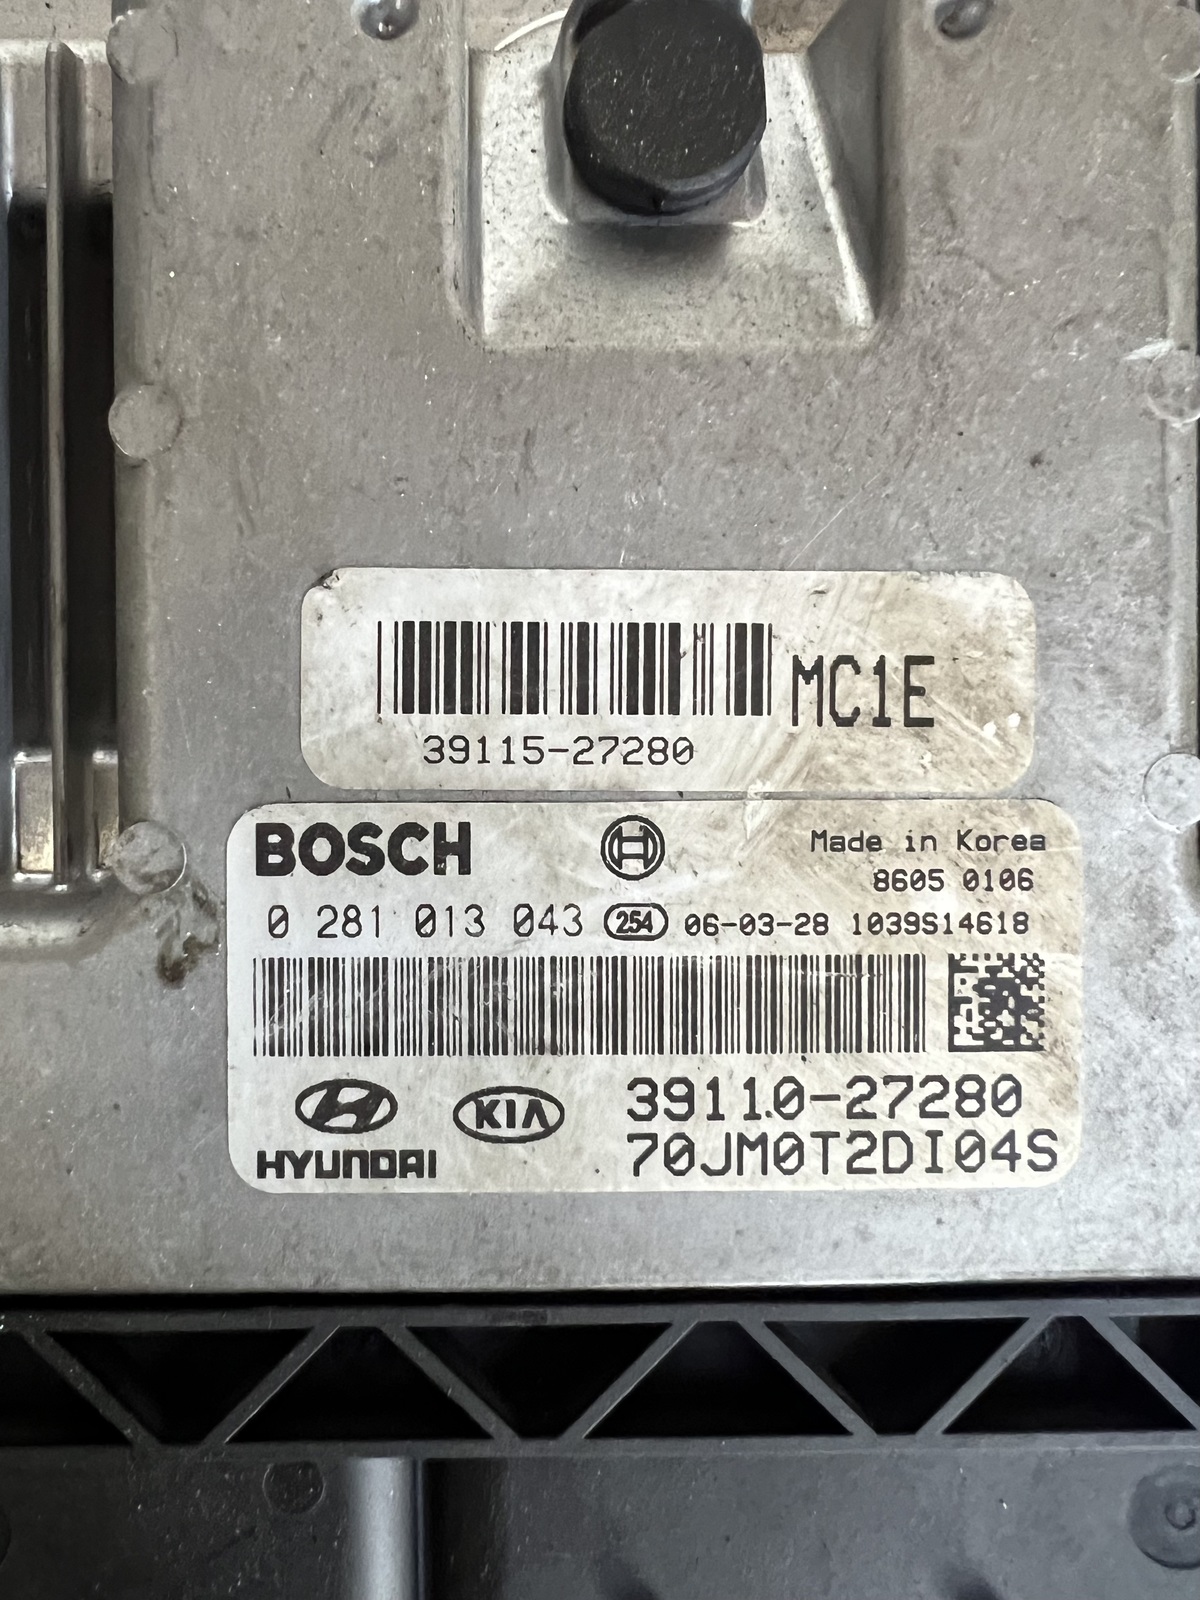 MC1E
39115-27280
BOSCH
Made in Korea
8605 0106
0 281 013 043 254 06-03-28 1039S14618
HYUNDAI
KIA
39110-27280
70JM0T2DI04S